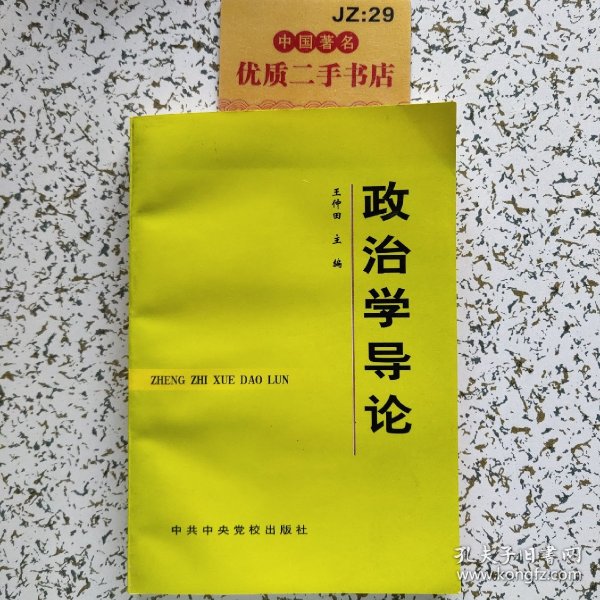 JZ:29
中国著名
优质二手书店
政治学导论
王仲田 主编
ZHENG ZHI XUE DAO LUN
中共中央党校出版社
孔夫子旧书网
www.kongfz.com